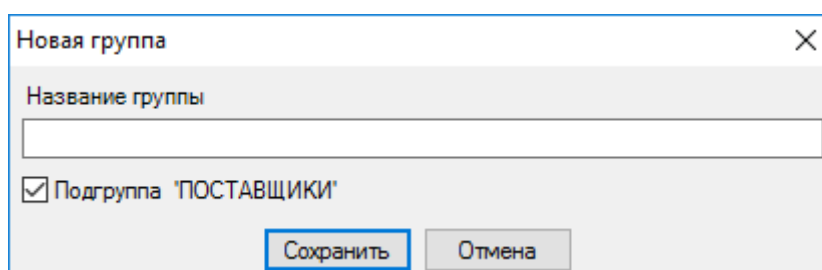 Новая группа
Название группы
Подгруппа "ПОСТАВЩИКИ"
Сохранить Отмена